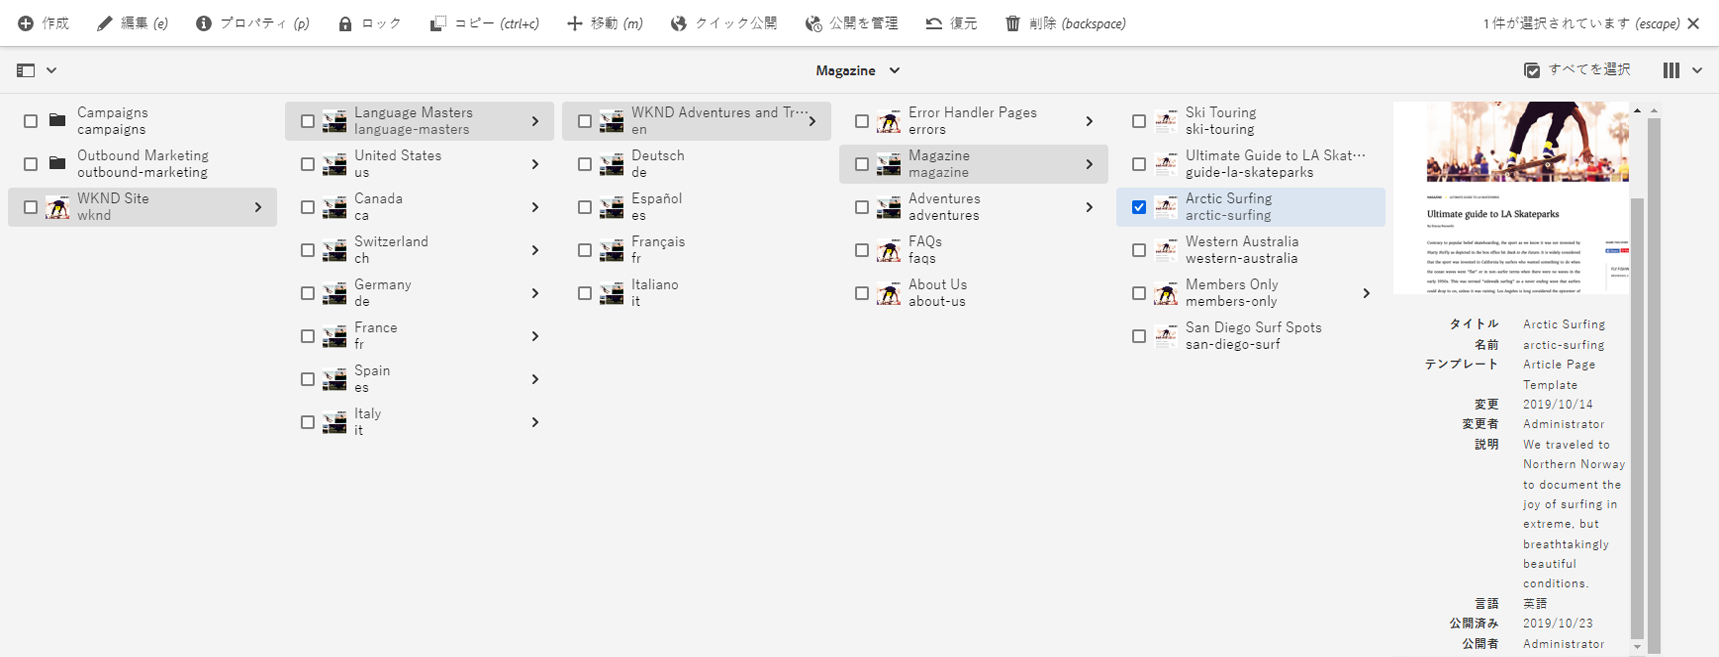 作成 編集 (e) プロパティ (p) ロック コピー (ctrl+c) 移動 (m) クイック公開 公開を管理 復元 削除 (backspace) 1 件が選択されています (escape)
Magazine すべてを選択
Campaigns
campaigns
Outbound Marketing
outbound-marketing
WKND Site
wknd
Language Masters
language-masters
United States
us
Canada
ca
Switzerland
ch
Germany
de
France
fr
Spain
es
Italy
it
WKND Adventures and Tr…
en
Deutsch
de
Español
es
Français
fr
Italiano
it
Error Handler Pages
errors
Magazine
magazine
Adventures
adventures
FAQs
faqs
About Us
about-us
Ski Touring
ski-touring
Ultimate Guide to LA Skat…
guide-la-skateparks
Arctic Surfing
arctic-surfing
Western Australia
western-australia
Members Only
members-only
San Diego Surf Spots
san-diego-surf
Ultimate guide to LA Skateparks
タイトル Arctic Surfing
名前 arctic-surfing
テンプレート Article Page
Template
変更 2019/10/14
変更者 Administrator
説明 We traveled to
Northern Norway
to document the
joy of surfing in
extreme, but
breathtakingly
beautiful
conditions.
言語 英語
公開済み 2019/10/23
公開者 Administrator